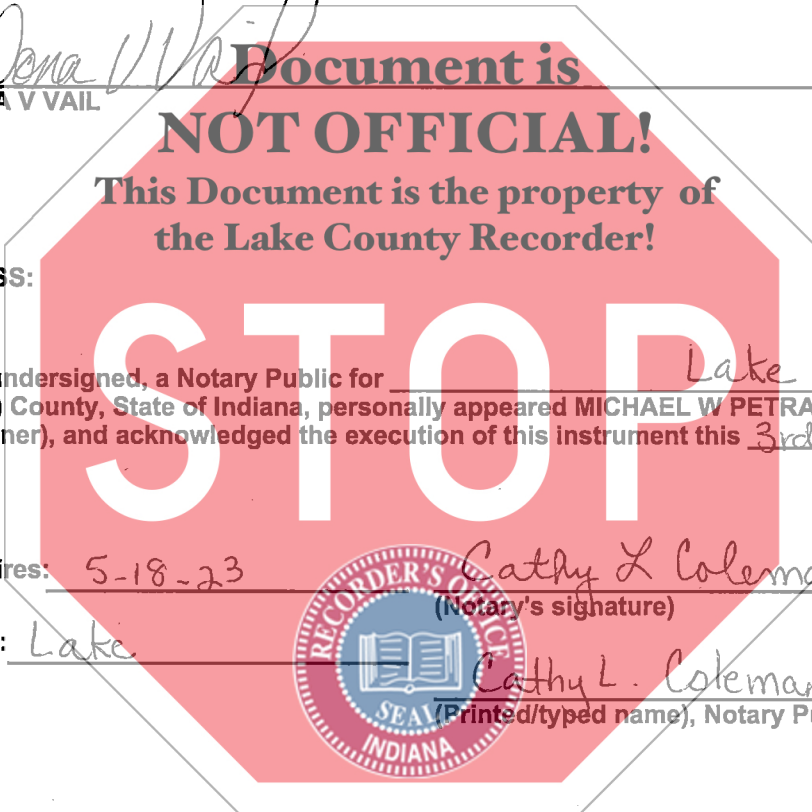 Dona V Vail
A V VAIL
Document is
NOT OFFICIAL!
This Document is the property of
the Lake County Recorder!
SS:
STOP
ndersigned, a Notary Public for Lake
County, State of Indiana, personally appeared MICHAEL W PETRA
ner), and acknowledged the execution of this instrument this 3rd
ires: 5-18-23
Cathy L Colema
(Notary's signature)
: Lake
Cathy L. Coleman
(Printed/typed name), Notary P
RECORDER'S OFFICE
SEAL
INDIANA